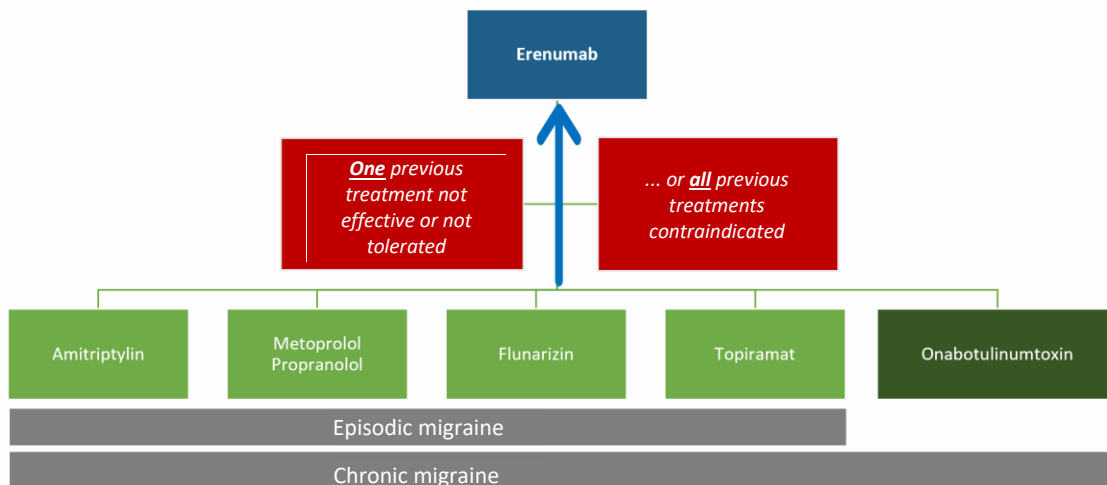 Erenumab
One previous
treatment not
effective or not
tolerated
... or all previous
treatments
contraindicated
Amitriptylin
Metoprolol
Propranolol
Flunarizin
Topiramat
Onabotulinumtoxin
Episodic migraine
Chronic migraine